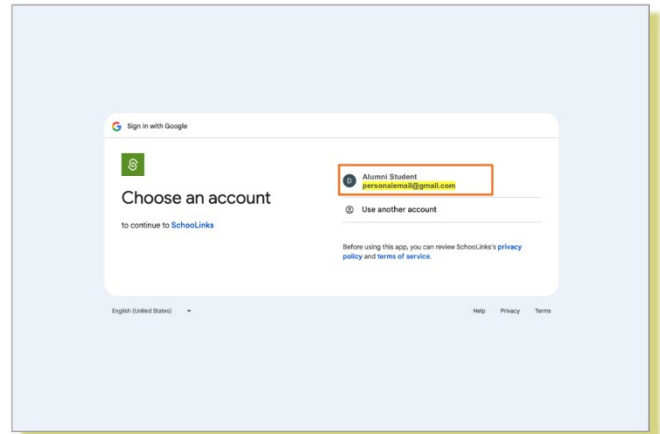 Sign in with Google
Choose an account
to continue to SchooLinks
D
Alumni Student
personalemail@gmail.com
Use another account
Before using this app, you can review SchooLinks's privacy
policy and terms of service.
English (United States)
Help Privacy Terms